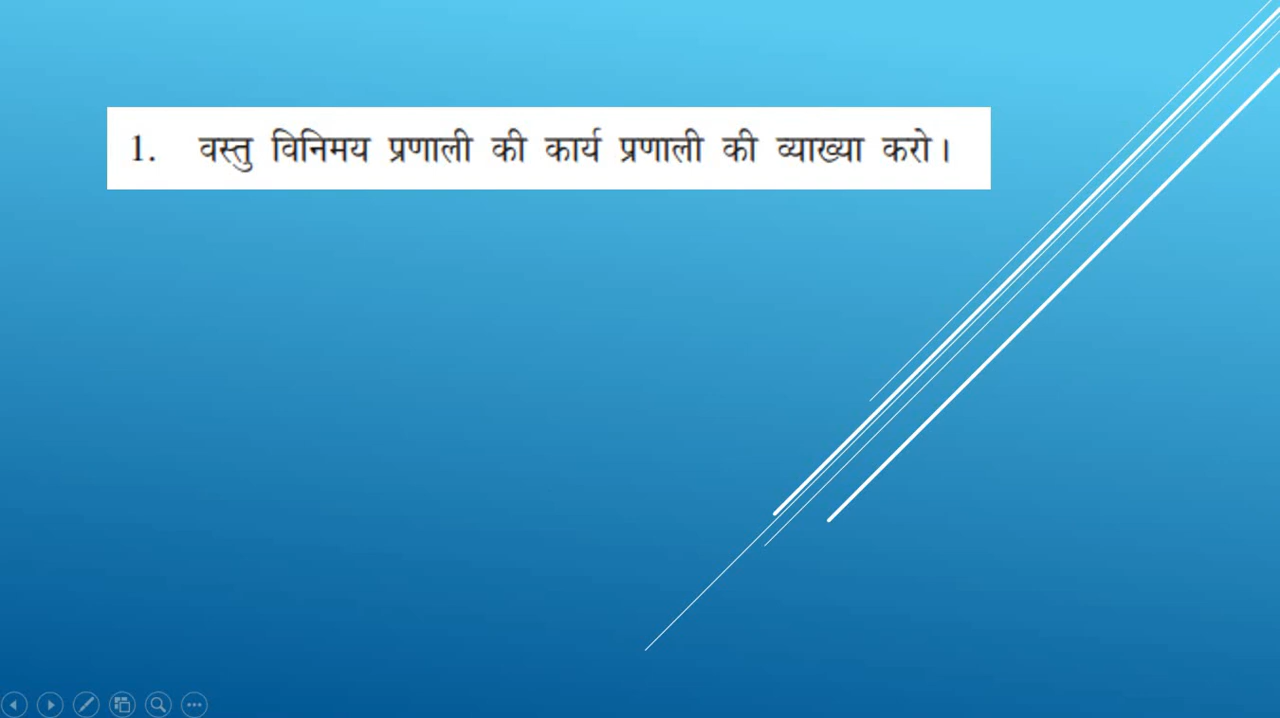 1. वस्तु विनिमय प्रणाली की कार्य प्रणाली की व्याख्या करो।